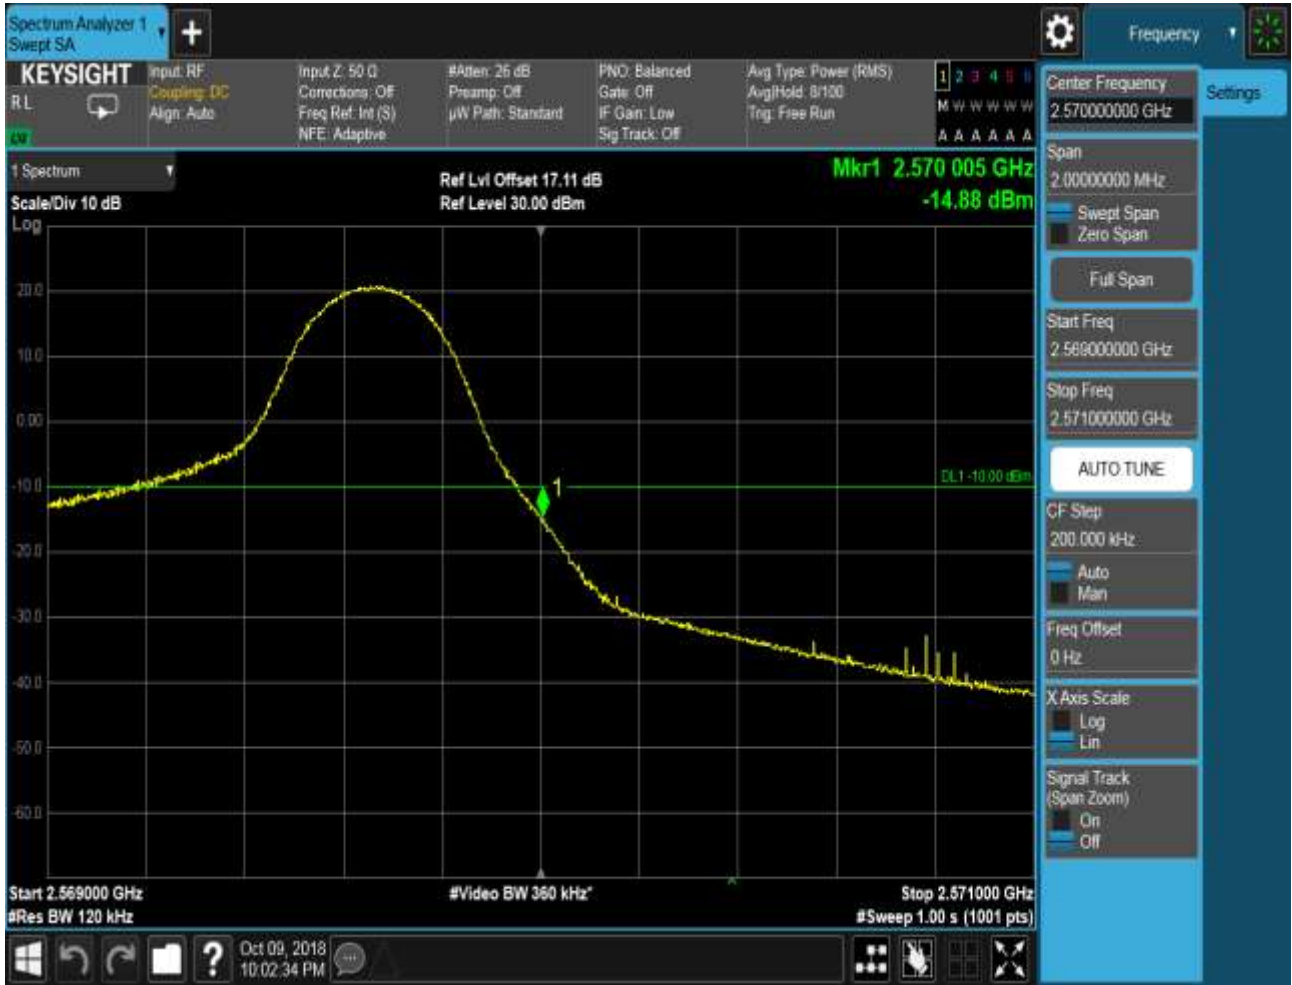 Spectrum Analyzer 1
Swept SA
Frequency
KEYSIGHT
R L
Input: RF
Coupling: DC
Align: Auto
Input Z: 50 Ω
Corrections: Off
Freq Ref: Int (S)
NFE: Adaptive
#Atten: 26 dB
Preamp: Off
µW Path: Standard
PNO: Balanced
Gate: Off
IF Gain: Low
Sig Track: Off
Avg Type: Power (RMS)
Avg|Hold: 8/100
Trig: Free Run
1 2 3 4 5 6
M W W W W W
A A A A A A
1 Spectrum
Scale/Div 10 dB
Log
Ref Lvl Offset 17.11 dB
Ref Level 30.00 dBm
Mkr1 2.570 005 GHz
-14.88 dBm
20.0
10.0
0.00
-10.0
-20.0
-30.0
-40.0
-50.0
-60.0
1
DL1 -10.00 dBm
Start 2.569000 GHz
#Res BW 120 kHz
#Video BW 360 kHz*
Stop 2.571000 GHz
#Sweep 1.00 s (1001 pts)
Center Frequency
2.570000000 GHz
Span
2.00000000 MHz
Swept Span
Zero Span
Full Span
Start Freq
2.569000000 GHz
Stop Freq
2.571000000 GHz
AUTO TUNE
CF Step
200.000 kHz
Auto
Man
Freq Offset
0 Hz
X Axis Scale
Log
Lin
Signal Track
(Span Zoom)
On
Off
Settings
?
Oct 09, 2018
10:02:34 PM